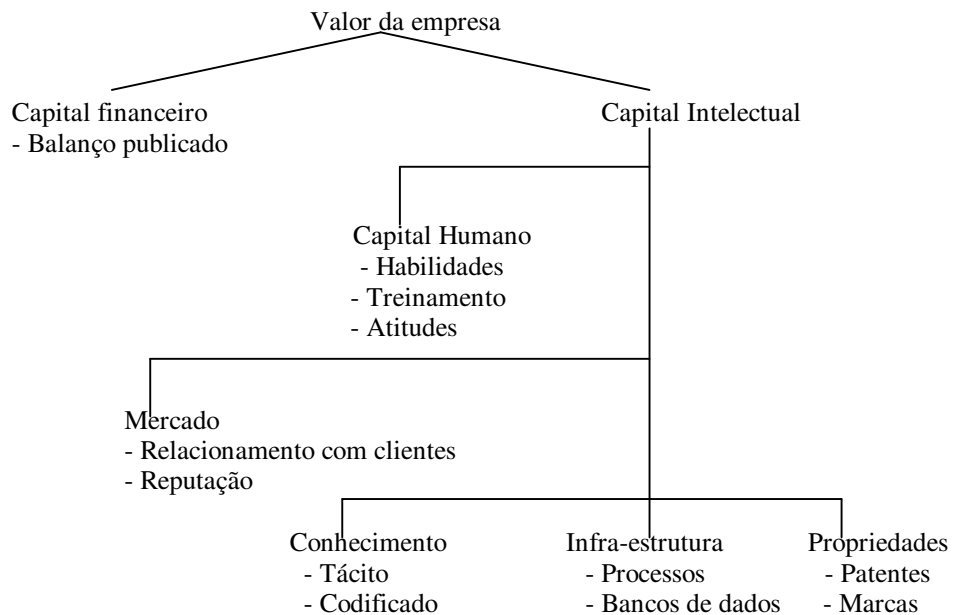 Valor da empresa
Capital financeiro
- Balanço publicado
Capital Intelectual
Capital Humano
- Habilidades
- Treinamento
- Atitudes
Mercado
- Relacionamento com clientes
- Reputação
Conhecimento
- Tácito
- Codificado
Infra-estrutura
- Processos
- Bancos de dados
Propriedades
- Patentes
- Marcas